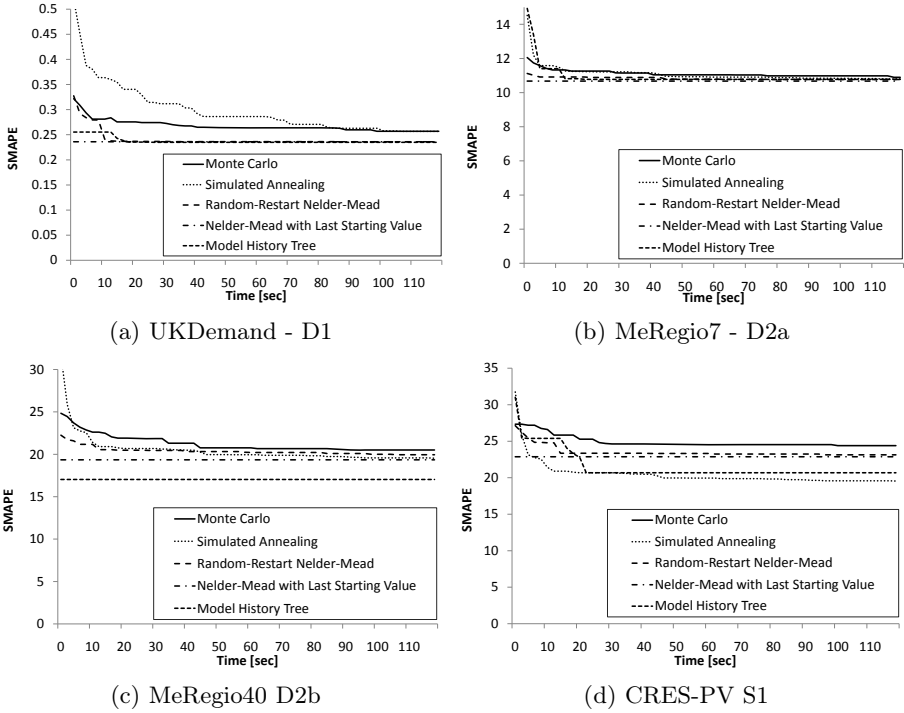 0.5
0.45
0.4
0.35
0.3
0.25
0.2
0.15
0.1
0.05
0
SMAPE
Monte Carlo
Simulated Annealing
Random-Restart Nelder-Mead
Nelder-Mead with Last Starting Value
Model History Tree
0 10 20 30 40 50 60 70 80 90 100 110
Time [sec]
(a) UKDemand - D1
14
12
10
8
6
4
2
0
SMAPE
Monte Carlo
Simulated Annealing
Random-Restart Nelder-Mead
Nelder-Mead with Last Starting Value
Model History Tree
0 10 20 30 40 50 60 70 80 90 100 110
Time [sec]
(b) MeRegio7 - D2a
30
25
20
15
10
5
0
SMAPE
Monte Carlo
Simulated Annealing
Random-Restart Nelder-Mead
Nelder-Mead with Last Starting Value
Model History Tree
0 10 20 30 40 50 60 70 80 90 100 110
Time [sec]
(c) MeRegio40 D2b
35
30
25
20
15
10
5
0
SMAPE
Monte Carlo
Simulated Annealing
Random-Restart Nelder-Mead
Nelder-Mead with Last Starting Value
Model History Tree
0 10 20 30 40 50 60 70 80 90 100 110
Time [sec]
(d) CRES-PV S1